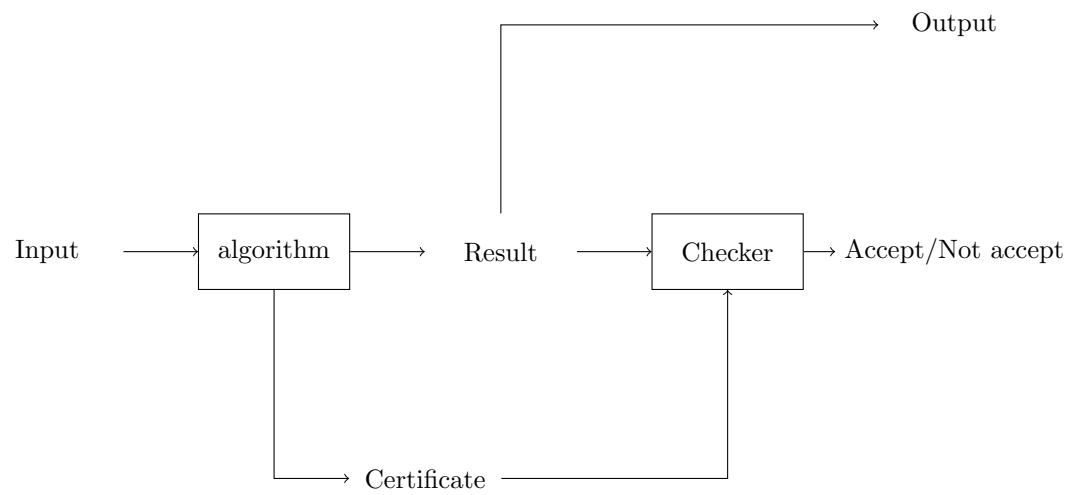 Output
Input
algorithm
Result
Checker
Accept/Not accept
Certificate